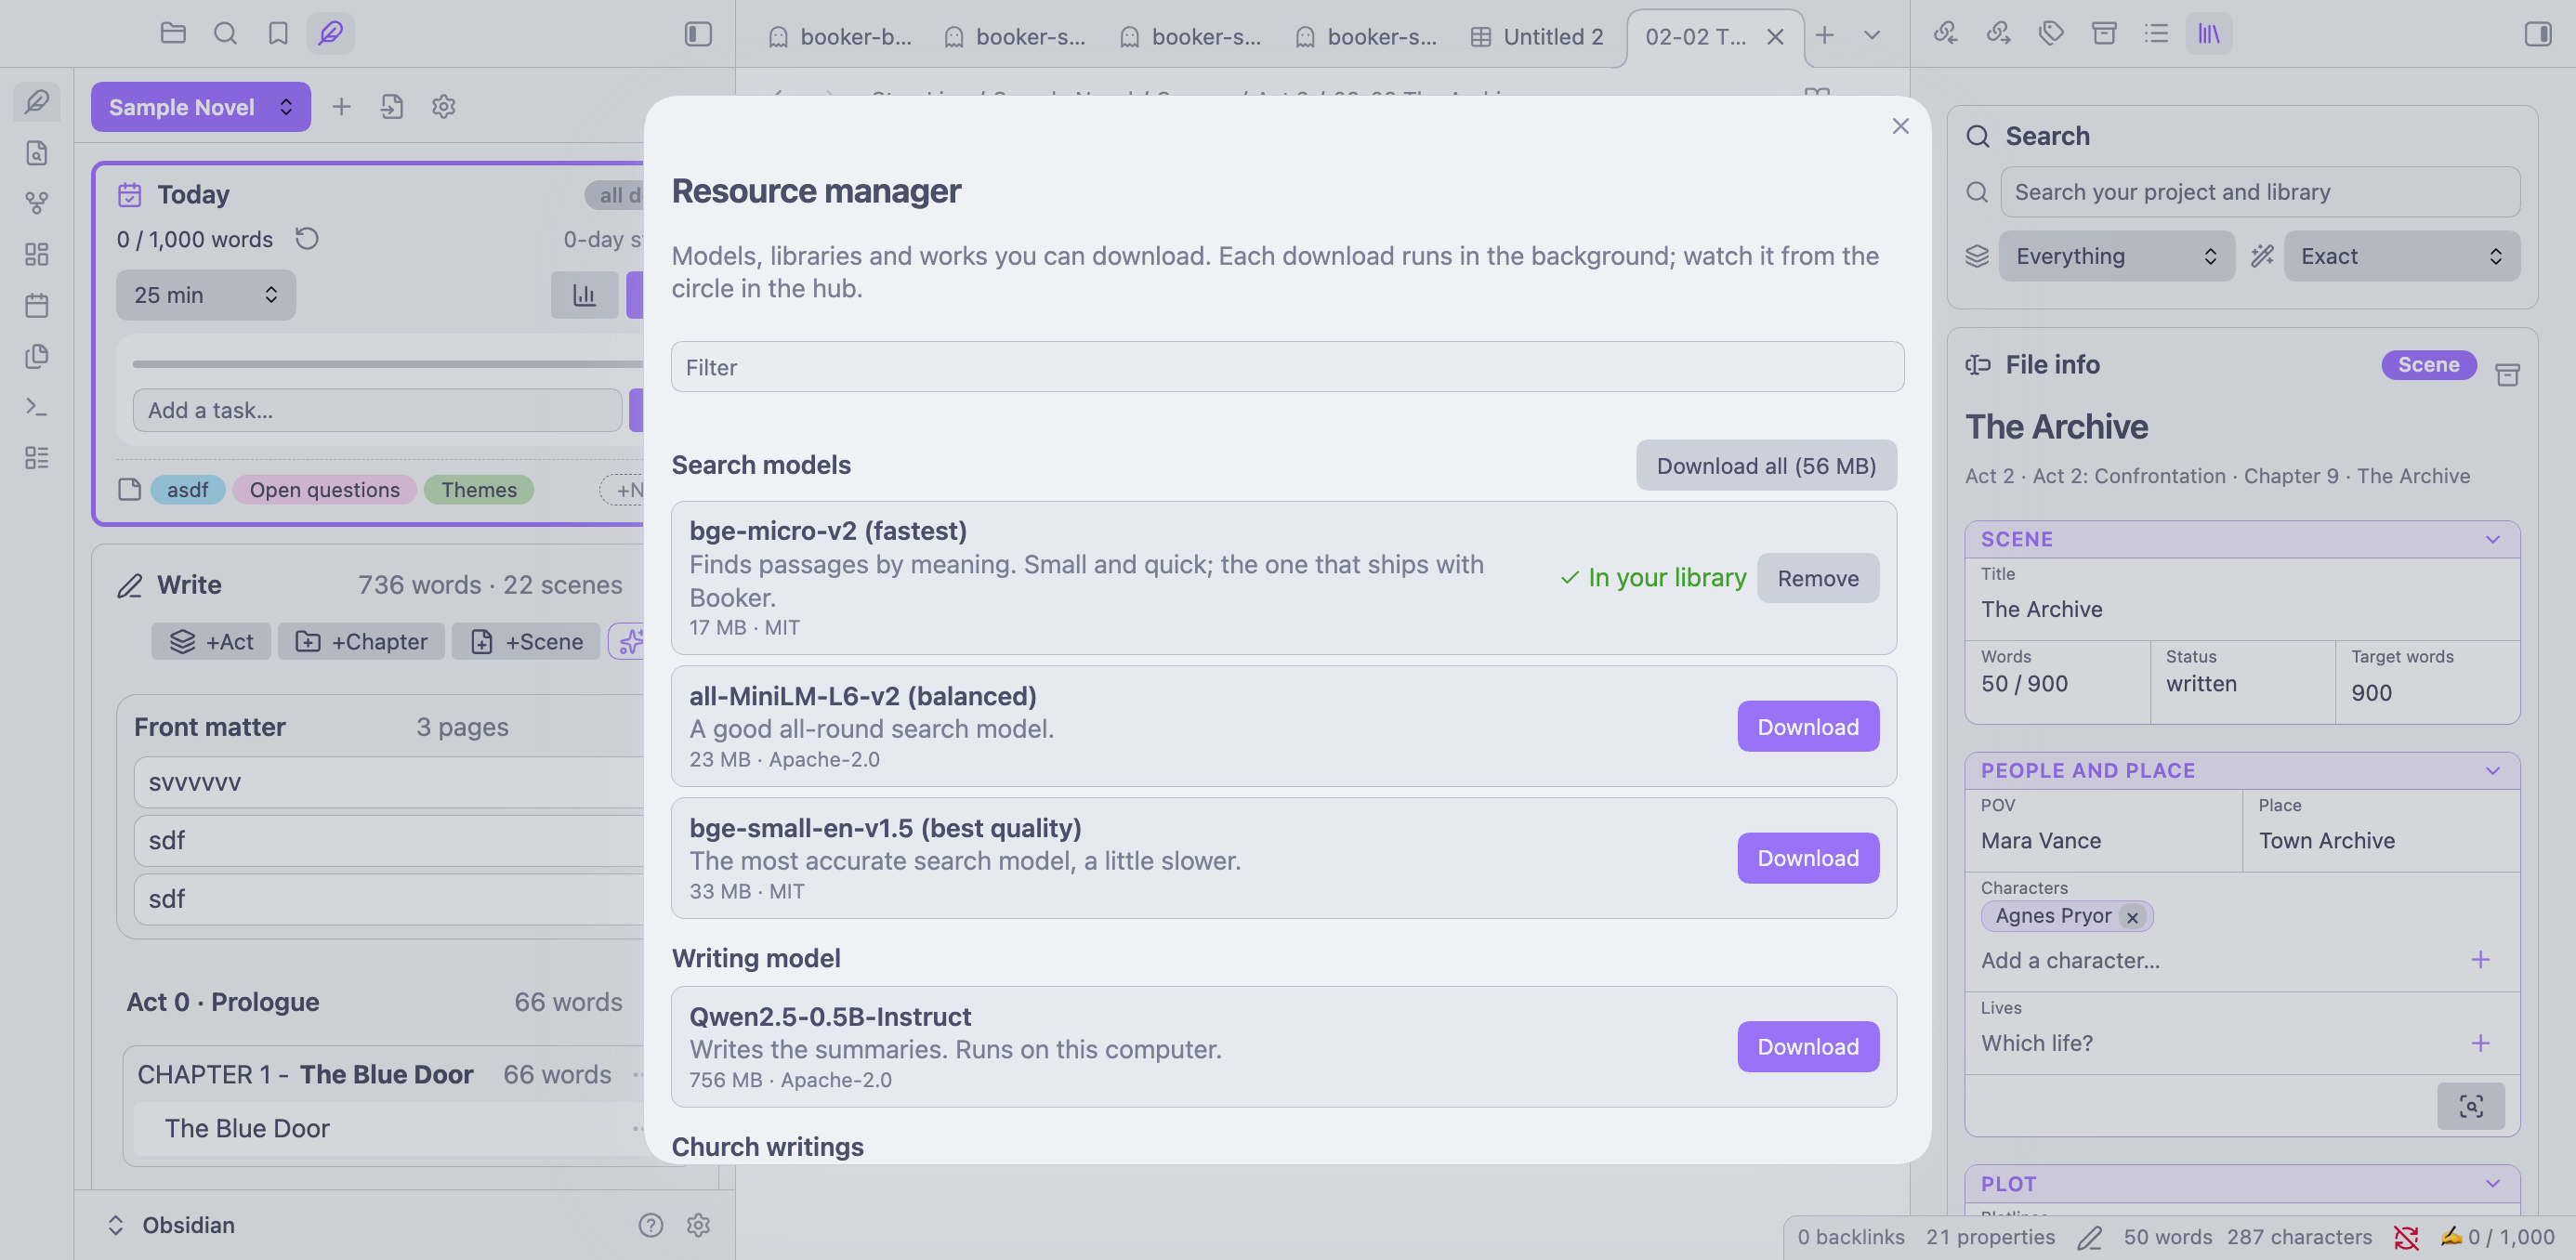 booker-b...
booker-s...
booker-s...
booker-s...
Untitled 2
02-02 T...
Sample Novel
Today
all d
0 / 1,000 words
0-day s
25 min
Add a task...
asdf
Open questions
Themes
+N
Write
736 words · 22 scenes
+Act
+Chapter
+Scene
Front matter
3 pages
svvvvvv
sdf
sdf
Act 0 · Prologue
66 words
CHAPTER 1 - The Blue Door
66 words
The Blue Door
Obsidian
Resource manager
Models, libraries and works you can download. Each download runs in the background; watch it from the
circle in the hub.
Filter
Search models
Download all (56 MB)
bge-micro-v2 (fastest)
Finds passages by meaning. Small and quick; the one that ships with
Booker.
17 MB · MIT
✓ In your library
Remove
all-MiniLM-L6-v2 (balanced)
A good all-round search model.
23 MB · Apache-2.0
Download
bge-small-en-v1.5 (best quality)
The most accurate search model, a little slower.
33 MB · MIT
Download
Writing model
Qwen2.5-0.5B-Instruct
Writes the summaries. Runs on this computer.
756 MB · Apache-2.0
Download
Church writings
Search
Search your project and library
Everything
Exact
File info
Scene
The Archive
Act 2 · Act 2: Confrontation · Chapter 9 · The Archive
SCENE
Title
The Archive
Words
50 / 900
Status
written
Target words
900
PEOPLE AND PLACE
POV
Mara Vance
Place
Town Archive
Characters
Agnes Pryor
Add a character...
Lives
Which life?
PLOT
0 backlinks
21 properties
50 words
287 characters
✍️ 0 / 1,000